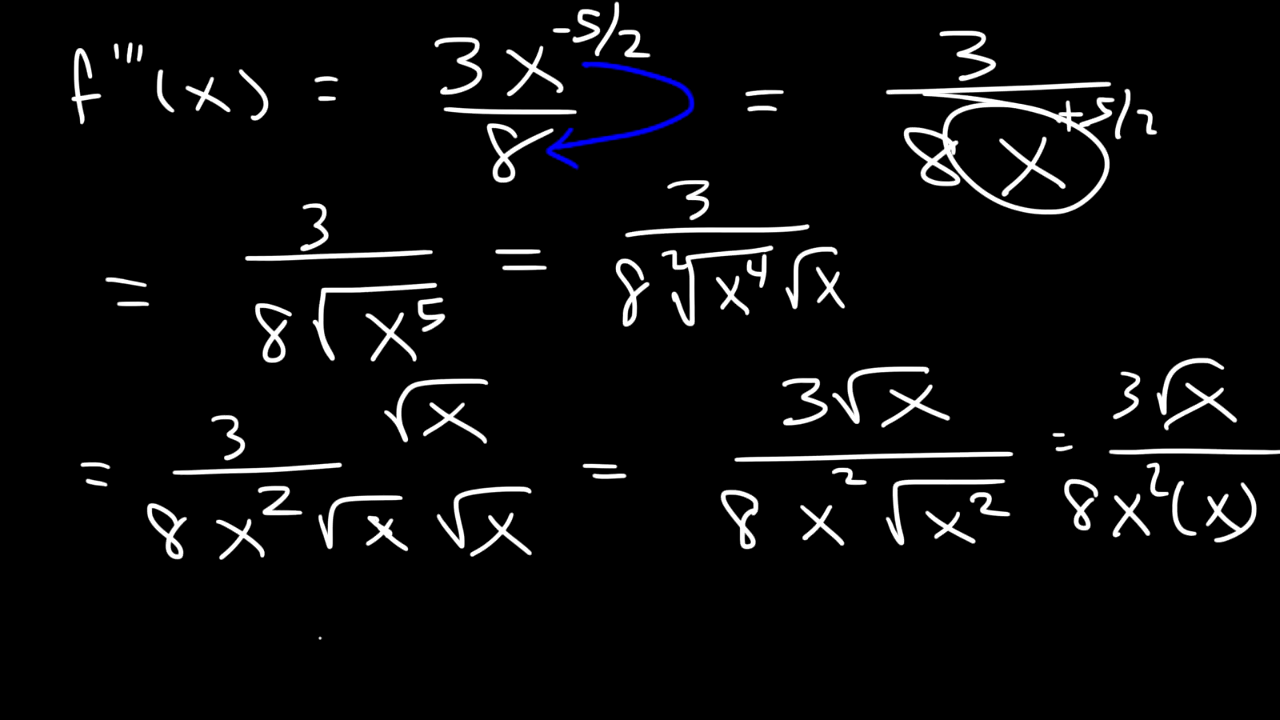 f'''(x) = 3x^{-5/2} / 8 = 3 / 8x^{+5/2}
= 3 / 8√x^5 = 3 / 8 ²√x^4 √x
= 3 √x / 8x^2 √x √x = 3√x / 8x^2 √x^2 = 3√x / 8x^2(x)